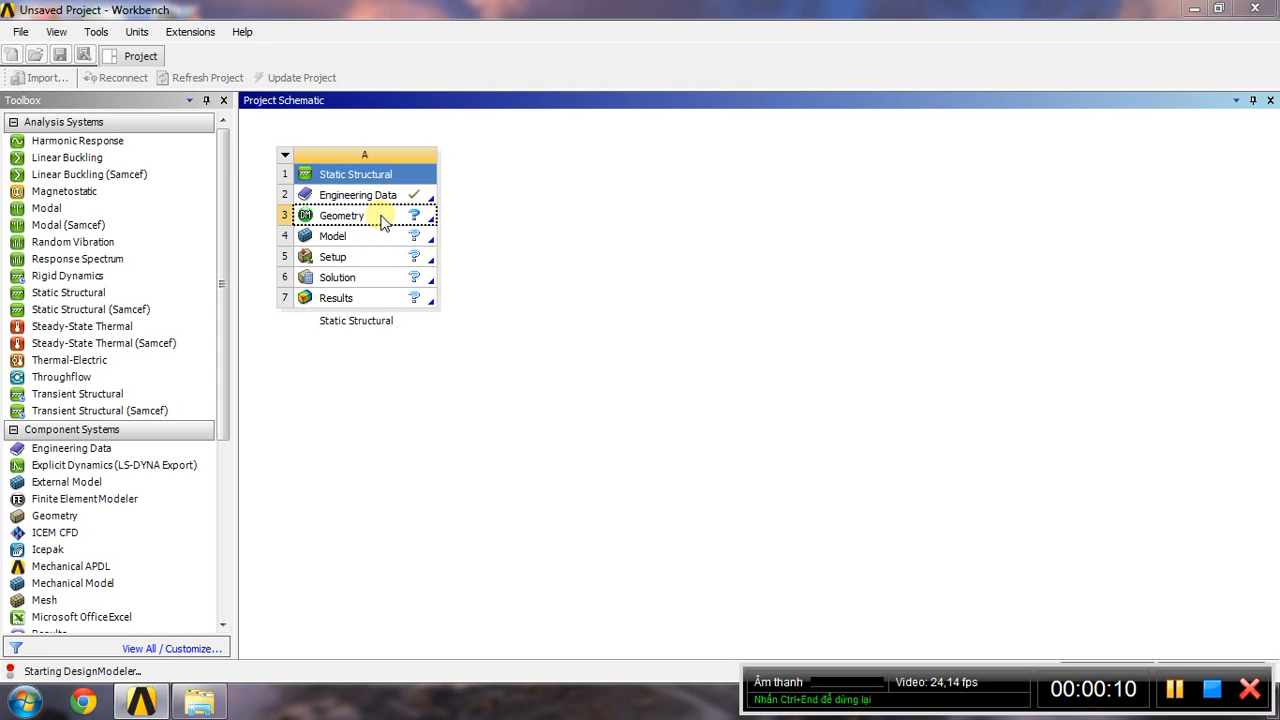 Unsaved Project - Workbench
File View Tools Units Extensions Help
Project
Import... Reconnect Refresh Project Update Project
Toolbox
Project Schematic
Analysis Systems
Harmonic Response
Linear Buckling
Linear Buckling (Samcef)
Magnetostatic
Modal
Modal (Samcef)
Random Vibration
Response Spectrum
Rigid Dynamics
Static Structural
Static Structural (Samcef)
Steady-State Thermal
Steady-State Thermal (Samcef)
Thermal-Electric
Throughflow
Transient Structural
Transient Structural (Samcef)
Component Systems
Engineering Data
Explicit Dynamics (LS-DYNA Export)
External Model
Finite Element Modeler
Geometry
ICEM CFD
Icepak
Mechanical APDL
Mechanical Model
Mesh
Microsoft Office Excel
View All / Customize...
A
1 Static Structural
2 Engineering Data
3 DM Geometry ?
4 Model ?
5 Setup ?
6 Solution ?
7 Results ?
Static Structural
Starting DesignModeler...
Âm thanh
Video: 24,14 fps
Nhấn Ctrl+End để dừng lại
00:00:10